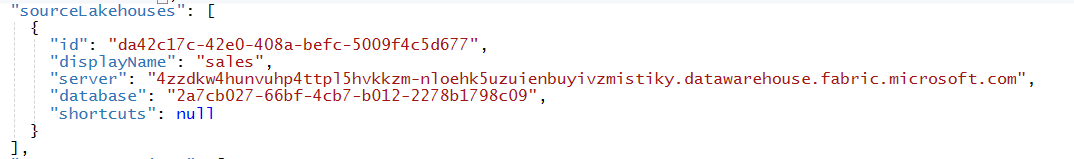 "sourceLakehouses": [
{
"id": "da42c17c-42e0-408a-befc-5009f4c5d677",
"displayName": "sales",
"server": "4zzdkw4hunvuhp4ttpl5hvkkzm-nloehk5uzuienbuyivzmistiky.datawarehouse.fabric.microsoft.com",
"database": "2a7cb027-66bf-4cb7-b012-2278b1798c09",
"shortcuts": null
}
],